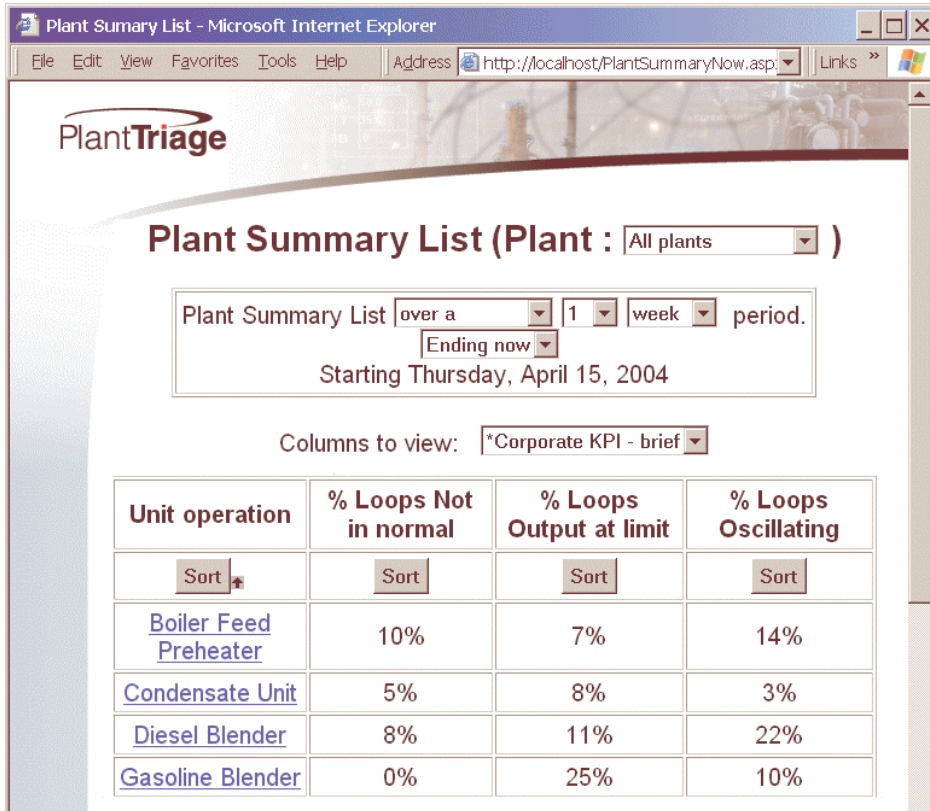 Plant Sumary List - Microsoft Internet Explorer
File Edit View Favorites Tools Help Address http://localhost/PlantSummaryNow.asp Links »
PlantTriage
Plant Summary List (Plant : All plants )
Plant Summary List over a 1 week period.
Ending now
Starting Thursday, April 15, 2004
Columns to view: *Corporate KPI - brief
Unit operation % Loops Not in normal % Loops Output at limit % Loops Oscillating
Sort Sort Sort Sort
Boiler Feed Preheater 10% 7% 14%
Condensate Unit 5% 8% 3%
Diesel Blender 8% 11% 22%
Gasoline Blender 0% 25% 10%